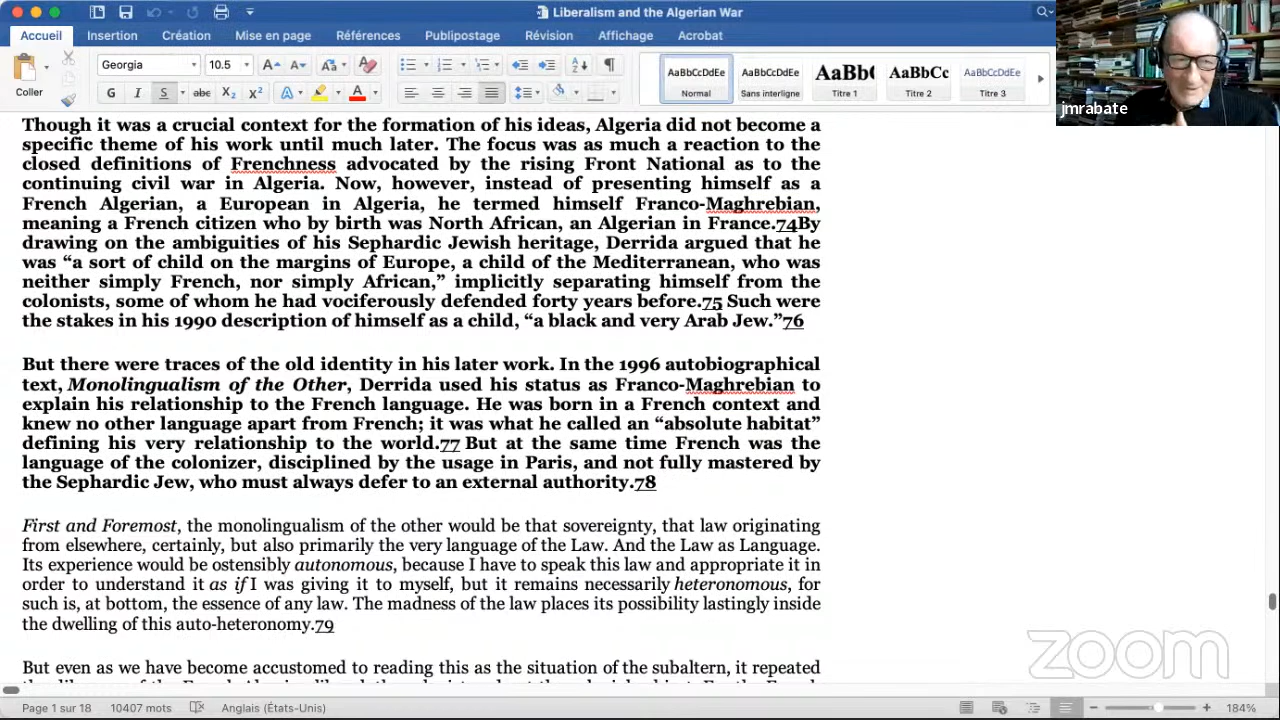 Liberalism and the Algerian War
Accueil Insertion Création Mise en page Références Publipostage Révision Affichage Acrobat
Coller
Georgia 10.5
G I S abc X₂ X²
AaBbCcDdEe AaBbCcDdEe AaBb( AaBbCc AaBbCcDdEe
Normal Sans interligne Titre 1 Titre 2 Titre 3
jmrabate
Though it was a crucial context for the formation of his ideas, Algeria did not become a
specific theme of his work until much later. The focus was as much a reaction to the
closed definitions of Frenchness advocated by the rising Front National as to the
continuing civil war in Algeria. Now, however, instead of presenting himself as a
French Algerian, a European in Algeria, he termed himself Franco-Maghrebian,
meaning a French citizen who by birth was North African, an Algerian in France.74By
drawing on the ambiguities of his Sephardic Jewish heritage, Derrida argued that he
was “a sort of child on the margins of Europe, a child of the Mediterranean, who was
neither simply French, nor simply African,” implicitly separating himself from the
colonists, some of whom he had vociferously defended forty years before.75 Such were
the stakes in his 1990 description of himself as a child, “a black and very Arab Jew.”76
But there were traces of the old identity in his later work. In the 1996 autobiographical
text, Monolingualism of the Other, Derrida used his status as Franco-Maghrebian to
explain his relationship to the French language. He was born in a French context and
knew no other language apart from French; it was what he called an “absolute habitat”
defining his very relationship to the world.77 But at the same time French was the
language of the colonizer, disciplined by the usage in Paris, and not fully mastered by
the Sephardic Jew, who must always defer to an external authority.78
First and Foremost, the monolingualism of the other would be that sovereignty, that law originating
from elsewhere, certainly, but also primarily the very language of the Law. And the Law as Language.
Its experience would be ostensibly autonomous, because I have to speak this law and appropriate it in
order to understand it as if I was giving it to myself, but it remains necessarily heteronomous, for
such is, at bottom, the essence of any law. The madness of the law places its possibility lastingly inside
the dwelling of this auto-heteronomy.79
But even as we have become accustomed to reading this as the situation of the subaltern, it repeated
zoom
Page 1 sur 18 10407 mots Anglais (États-Unis) 184%